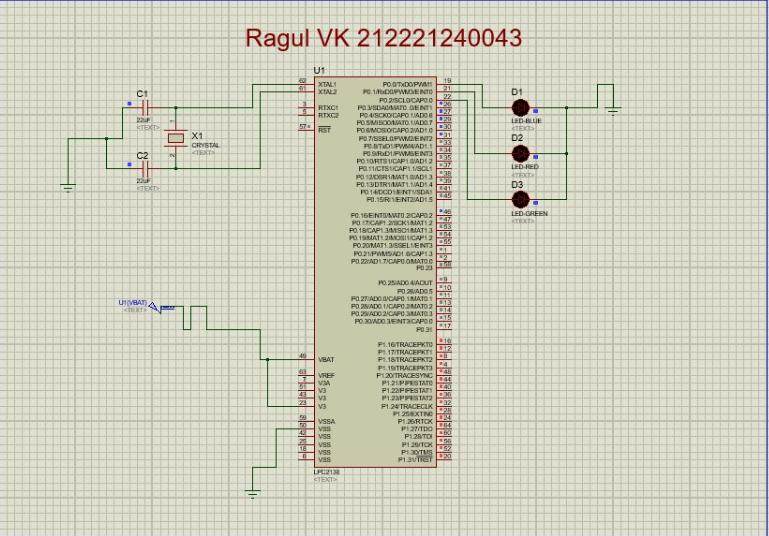 Ragul VK 212221240043
U1
C1
22uF
<TEXT>
X1
CRYSTAL
<TEXT>
C2
22uF
<TEXT>
62 XTAL1
61 XTAL2
3 RTXC1
5 RTXC2
57 RST
U1(VBAT)
<TEXT>
49 VBAT
63 VREF
7 V3A
51 V3
43 V3
23 V3
59 VSSA
50 VSS
42 VSS
25 VSS
18 VSS
6 VSS
P0.0/TxD0/PWM1 19
P0.1/RxD0/PWM3/EINT0 21
P0.2/SCL0/CAP0.0 22
P0.3/SDA0/MAT0.0/EINT1 26
P0.4/SCK0/CAP0.1/AD0.6 27
P0.5/MISO0/MAT0.1/AD0.7 29
P0.6/MOSI0/CAP0.2/AD1.0 30
P0.7/SSEL0/PWM2/EINT2 31
P0.8/TxD1/PWM4/AD1.1 33
P0.9/RxD1/PWM6/EINT3 34
P0.10/RTS1/CAP1.0/AD1.2 35
P0.11/CTS1/CAP1.1/SCL1 37
P0.12/DSR1/MAT1.0/AD1.3 38
P0.13/DTR1/MAT1.1/AD1.4 39
P0.14/DCD1/EINT1/SDA1 41
P0.15/RI1/EINT2/AD1.5 45
P0.16/EINT0/MAT0.2/CAP0.2 46
P0.17/CAP1.2/SCK1/MAT1.2 47
P0.18/CAP1.3/MISO1/MAT1.3 53
P0.19/MAT1.2/MOSI1/CAP1.2 54
P0.20/MAT1.3/SSEL1/EINT3 55
P0.21/PWM5/AD1.6/CAP1.3 1
P0.22/AD1.7/CAP0.0/MAT0.0 2
P0.23 58
P0.25/AD0.4/AOUT 9
P0.26/AD0.5 10
P0.27/AD0.0/CAP0.1/MAT0.1 11
P0.28/AD0.1/CAP0.2/MAT0.2 13
P0.29/AD0.2/CAP0.3/MAT0.3 14
P0.30/AD0.3/EINT3/CAP0.0 15
P0.31 17
P1.16/TRACEPKT0 16
P1.17/TRACEPKT1 12
P1.18/TRACEPKT2 8
P1.19/TRACEPKT3 4
P1.20/TRACESYNC 48
P1.21/PIPESTAT0 44
P1.22/PIPESTAT1 40
P1.23/PIPESTAT2 36
P1.24/TRACECLK 32
P1.25/EXTIN0 28
P1.26/RTCK 24
P1.27/TDO 64
P1.28/TDI 60
P1.29/TCK 56
P1.30/TMS 52
P1.31/TRST 20
LPC2138
<TEXT>
D1
LED-BLUE
<TEXT>
D2
LED-RED
<TEXT>
D3
LED-GREEN
<TEXT>